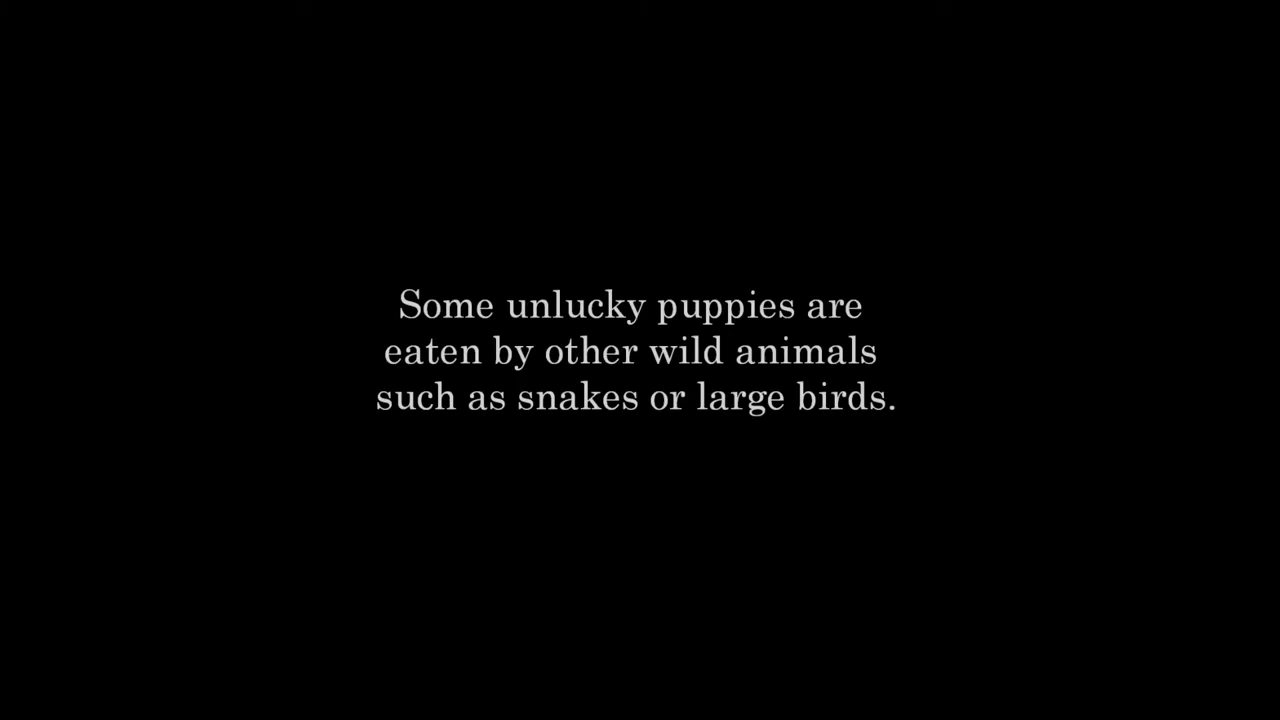 Some unlucky puppies are
eaten by other wild animals
such as snakes or large birds.